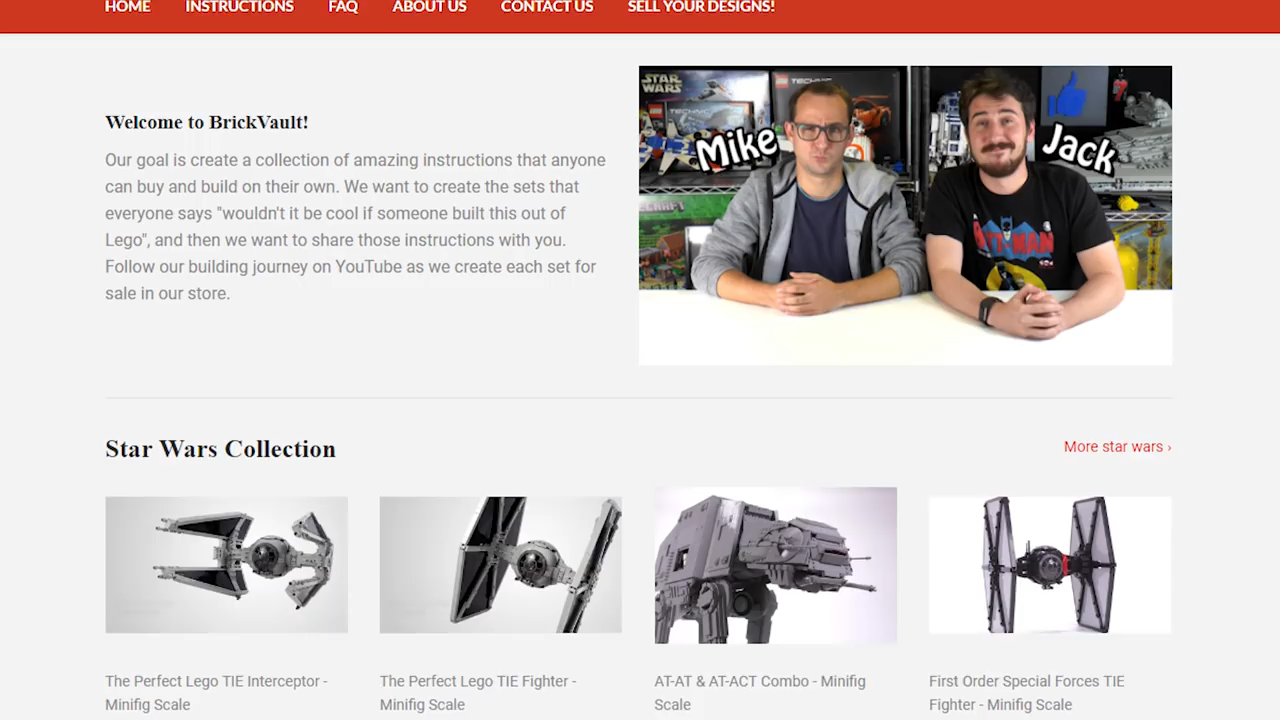 HOME INSTRUCTIONS FAQ ABOUT US CONTACT US SELL YOUR DESIGNS!
Welcome to BrickVault!
Our goal is create a collection of amazing instructions that anyone
can buy and build on their own. We want to create the sets that
everyone says "wouldn't it be cool if someone built this out of
Lego", and then we want to share those instructions with you.
Follow our building journey on YouTube as we create each set for
sale in our store.
STAR WARS
TECHNIC
Mike
Jack
Star Wars Collection
More star wars ›
The Perfect Lego TIE Interceptor -
Minifig Scale
The Perfect Lego TIE Fighter -
Minifig Scale
AT-AT & AT-ACT Combo - Minifig
Scale
First Order Special Forces TIE
Fighter - Minifig Scale